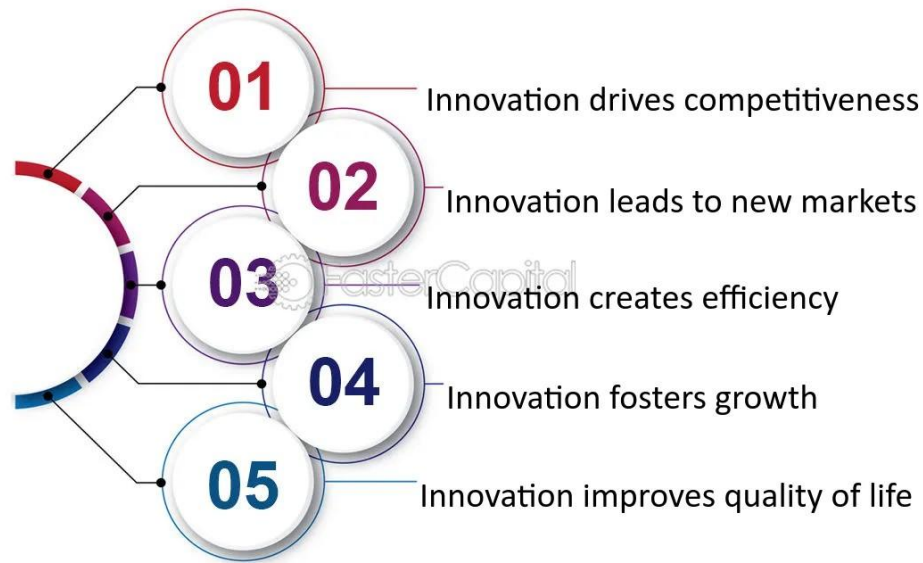 01
Innovation drives competitiveness
02
Innovation leads to new markets
03
FasterCapital
Innovation creates efficiency
04
Innovation fosters growth
05
Innovation improves quality of life